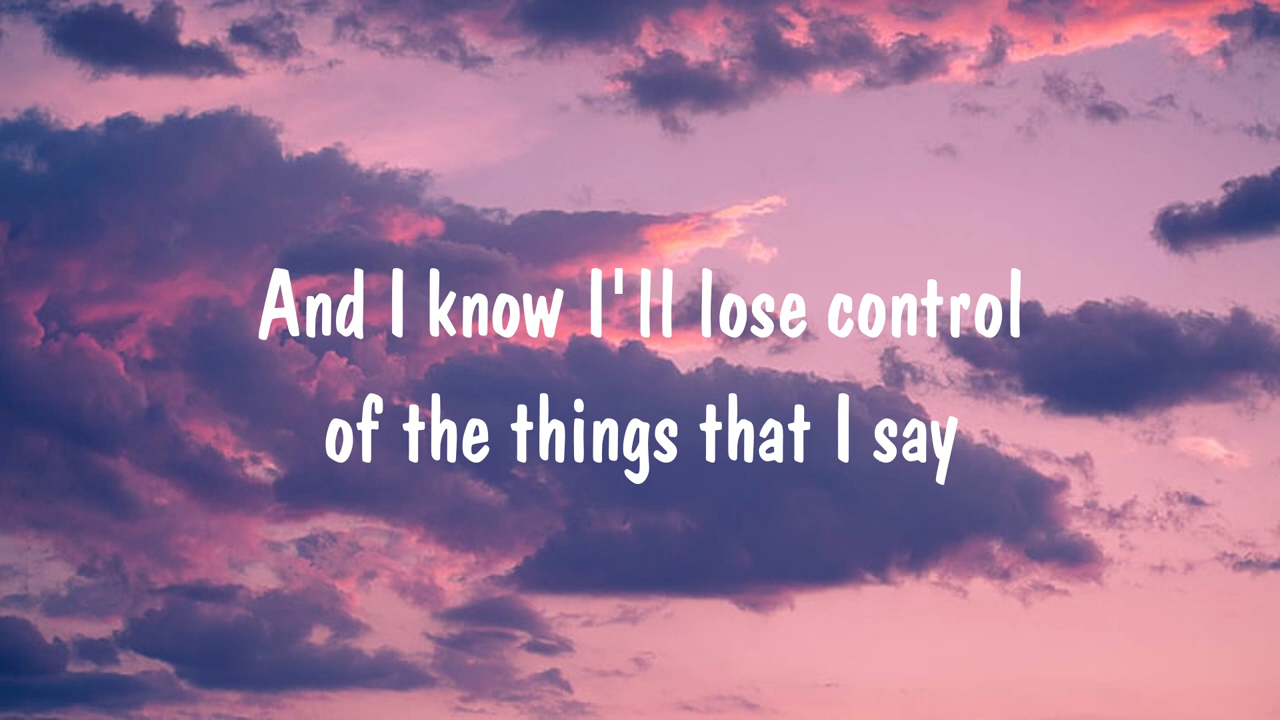 And I know I'll lose control
of the things that I say